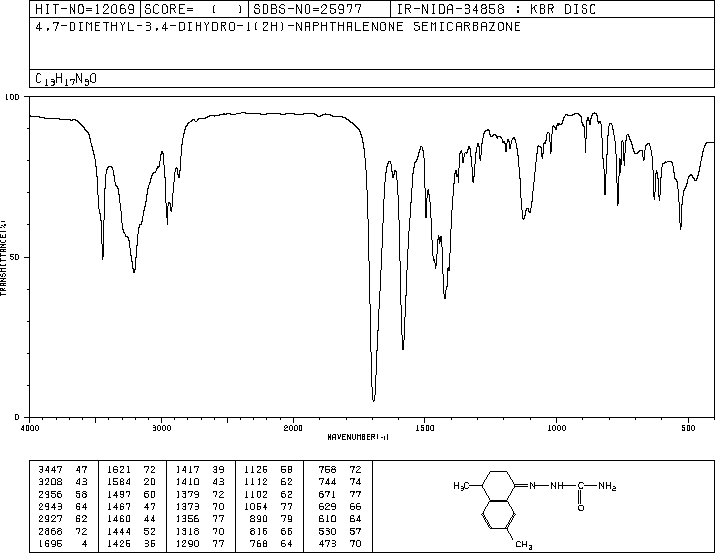 HIT-NO=12069 SCORE= ( ) SDBS-NO=25977 IR-NIDA-34858 : KBR DISC
4,7-DIMETHYL-3,4-DIHYDRO-1(2H)-NAPHTHALENONE SEMICARBAZONE
C13H17N3O
100
50
0
TRANSMITTANCE(%)
4000 3000 2000 1500 1000 500
WAVENUMBER(-1)
3447 47 1621 72 1417 39 1126 58 758 72
3208 43 1584 20 1410 43 1112 62 744 74
2956 58 1497 60 1379 72 1102 62 671 77
2943 64 1467 47 1373 70 1054 77 629 66
2927 62 1460 44 1356 77 890 79 610 64
2868 72 1444 52 1318 70 816 66 530 57
1696 4 1426 36 1290 77 768 64 473 70
H3C N NH C NH2
O
CH3